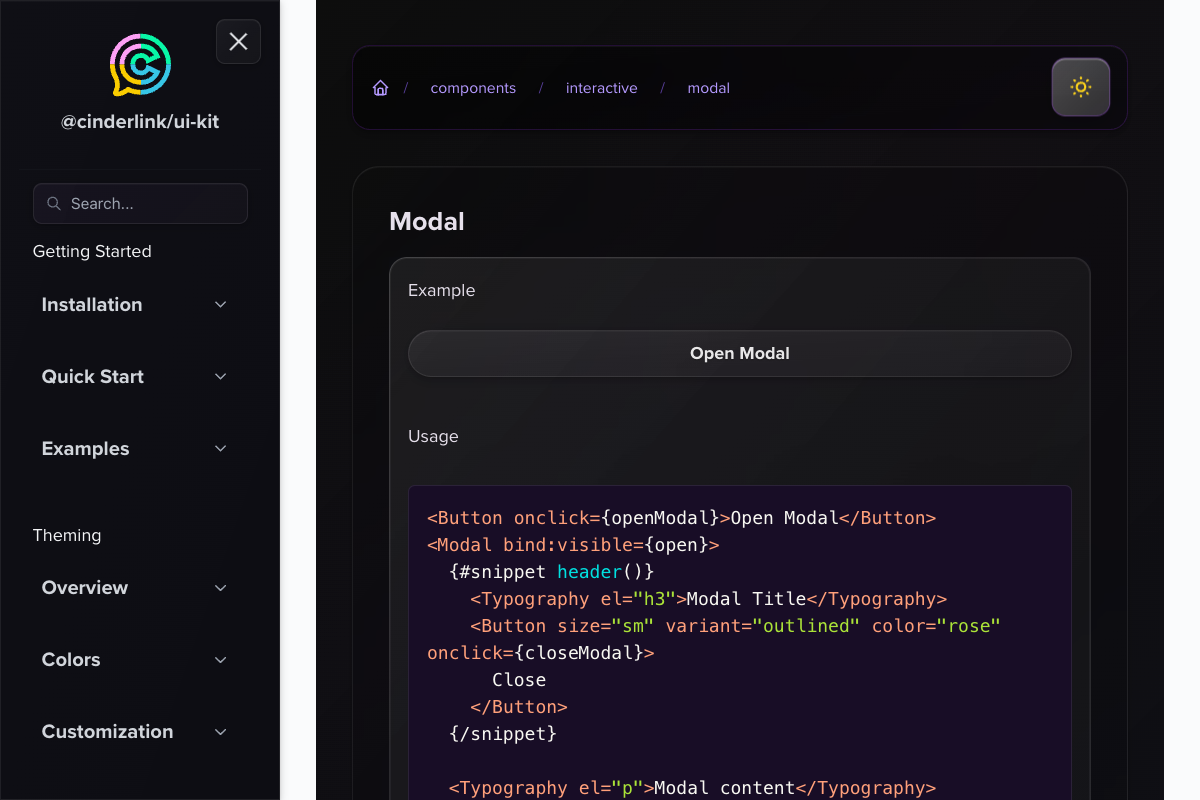 @cinderlink/ui-kit
Search...
Getting Started
Installation
Quick Start
Examples
Theming
Overview
Colors
Customization
/ components / interactive / modal
Modal
Example
Open Modal
Usage
<Button onclick={openModal}>Open Modal</Button>
<Modal bind:visible={open}>
  {#snippet header()}
    <Typography el="h3">Modal Title</Typography>
    <Button size="sm" variant="outlined" color="rose"
onclick={closeModal}>
      Close
    </Button>
  {/snippet}
  <Typography el="p">Modal content</Typography>